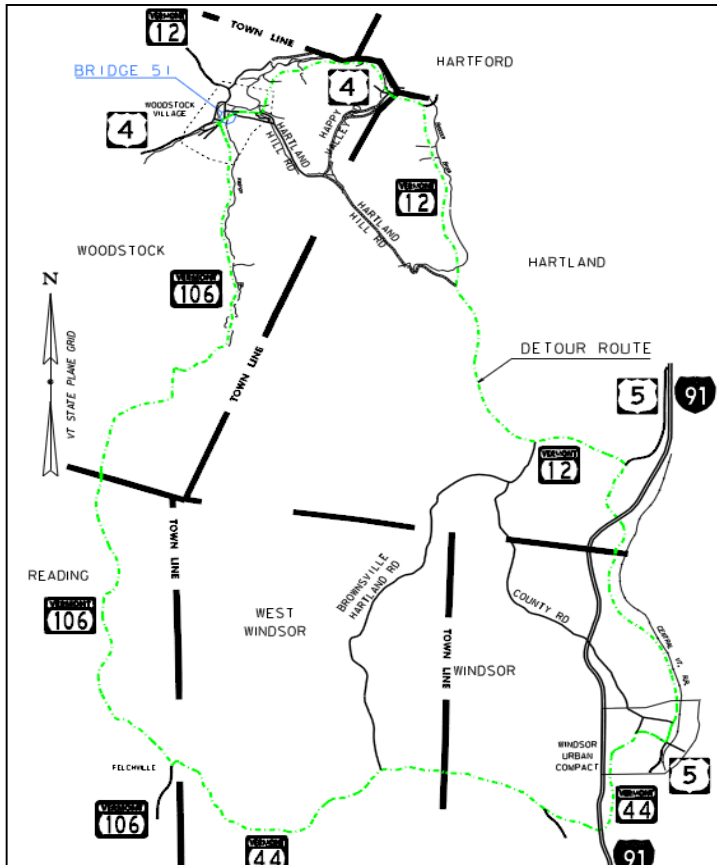 VERMONT
12
TOWN LINE
HARTFORD
BRIDGE 51
4
WOODSTOCK
VILLAGE
4
HARTLAND
HILL RD
HAPPY
VALLEY
VERMONT
12
HARTLAND
HILL RD
WOODSTOCK
HARTLAND
VERMONT
106
N
VT STATE PLANE GRID
TOWN LINE
DETOUR ROUTE
5
91
VERMONT
12
READING
VERMONT
106
TOWN LINE
WEST
WINDSOR
BROWNSVILLE
HARTLAND RD
COUNTY RD
TOWN LINE
WINDSOR
CENTRAL VT. RR
WINDSOR
URBAN
COMPACT
5
FELCHVILLE
VERMONT
106
VERMONT
44
VERMONT
44
91